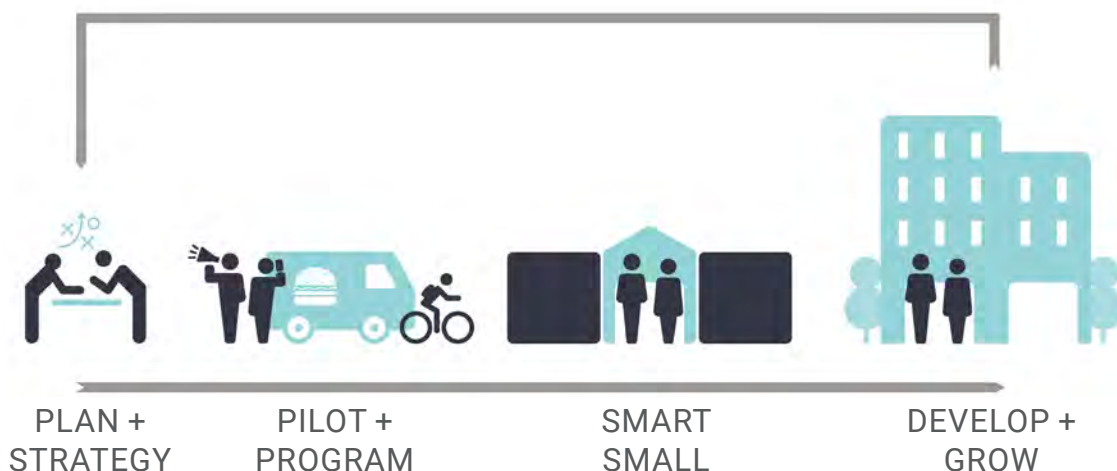 PLAN +
STRATEGY
PILOT +
PROGRAM
SMART
SMALL
DEVELOP +
GROW